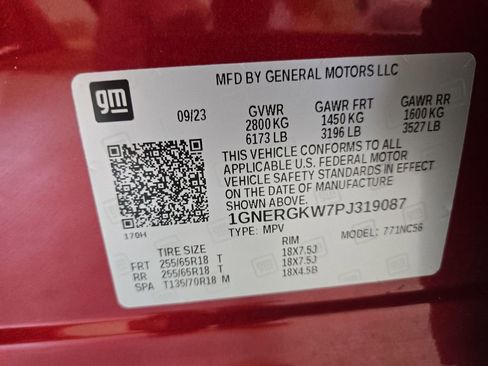 MFD BY GENERAL MOTORS LLC
gm
09/23 GVWR GAWR FRT GAWR RR
2800 KG 1450 KG 1600 KG
6173 LB 3196 LB 3527 LB
THIS VEHICLE CONFORMS TO ALL
APPLICABLE U.S. FEDERAL MOTOR
VEHICLE SAFETY STANDARDS IN EFFECT
ON THE DATE OF MANUFACTURE
SHOWN ABOVE.
1GNERGKW7PJ319087
170H
TYPE: MPV MODEL: 771NC56
TIRE SIZE RIM
FRT 255/65R18 T 18X7.5J
RR 255/65R18 T 18X7.5J
SPA T135/70R18 M 18X4.5B